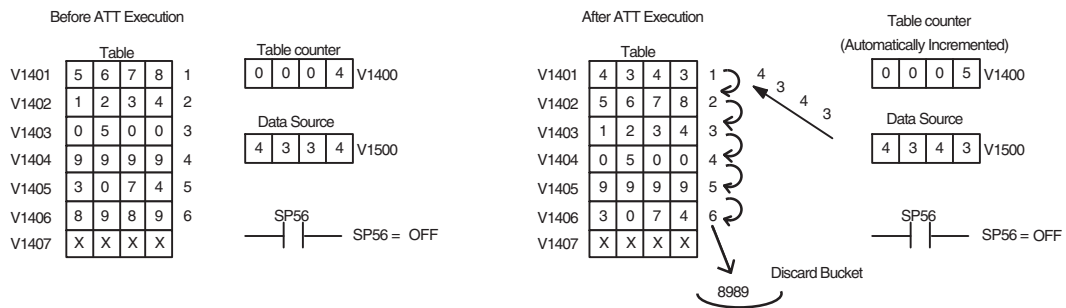 Before ATT Execution
Table
V1401 5 6 7 8 1
V1402 1 2 3 4 2
V1403 0 5 0 0 3
V1404 9 9 9 9 4
V1405 3 0 7 4 5
V1406 8 9 8 9 6
V1407 X X X X
Table counter
0 0 0 4 V1400
Data Source
4 3 3 4 V1500
SP56
SP56 = OFF
After ATT Execution
Table
V1401 4 3 4 3 1
V1402 5 6 7 8 2
V1403 1 2 3 4 3
V1404 0 5 0 0 4
V1405 9 9 9 9 5
V1406 3 0 7 4 6
V1407 X X X X
4
3
4
3
Table counter
(Automatically Incremented)
0 0 0 5 V1400
Data Source
4 3 4 3 V1500
SP56
SP56 = OFF
Discard Bucket
8989